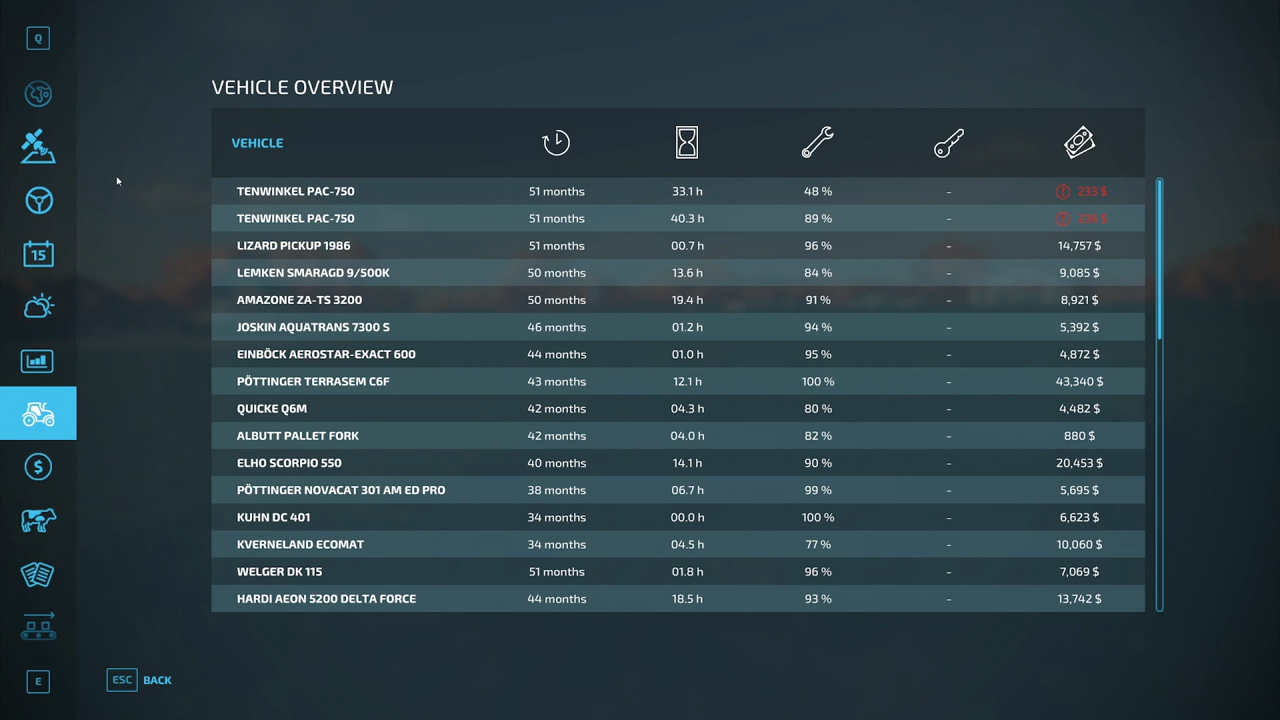 Q
VEHICLE OVERVIEW
VEHICLE
15
TENWINKEL PAC-750 51 months 33.1 h 48 % - 233 $
TENWINKEL PAC-750 51 months 40.3 h 89 % - 236 $
LIZARD PICKUP 1986 51 months 00.7 h 96 % - 14,757 $
LEMKEN SMARAGD 9/500K 50 months 13.6 h 84 % - 9,085 $
AMAZONE ZA-TS 3200 50 months 19.4 h 91 % - 8,921 $
JOSKIN AQUATRANS 7300 S 46 months 01.2 h 94 % - 5,392 $
EINBÖCK AEROSTAR-EXACT 600 44 months 01.0 h 95 % - 4,872 $
PÖTTINGER TERRASEM C6F 43 months 12.1 h 100 % - 43,340 $
QUICKE Q6M 42 months 04.3 h 80 % - 4,482 $
ALBUTT PALLET FORK 42 months 04.0 h 82 % - 880 $
ELHO SCORPIO 550 40 months 14.1 h 90 % - 20,453 $
PÖTTINGER NOVACAT 301 AM ED PRO 38 months 06.7 h 99 % - 5,695 $
KUHN DC 401 34 months 00.0 h 100 % - 6,623 $
KVERNELAND ECOMAT 34 months 04.5 h 77 % - 10,060 $
WELGER DK 115 51 months 01.8 h 96 % - 7,069 $
HARDI AEON 5200 DELTA FORCE 44 months 18.5 h 93 % - 13,742 $
E
ESC BACK